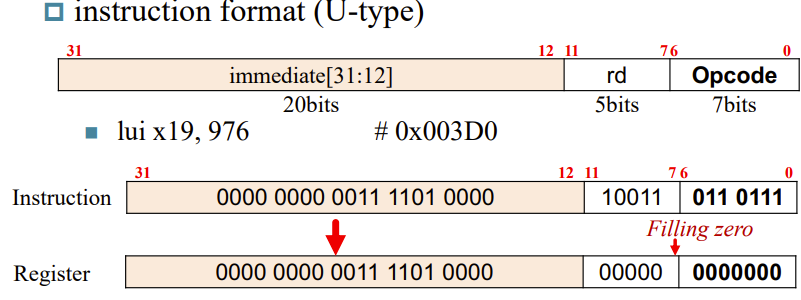 instruction format (U-type)
31 12 11 7 6 0
immediate[31:12] rd Opcode
20bits 5bits 7bits
lui x19, 976 # 0x003D0
31 12 11 7 6 0
Instruction 0000 0000 0011 1101 0000 10011 011 0111
Filling zero
Register 0000 0000 0011 1101 0000 00000 0000000